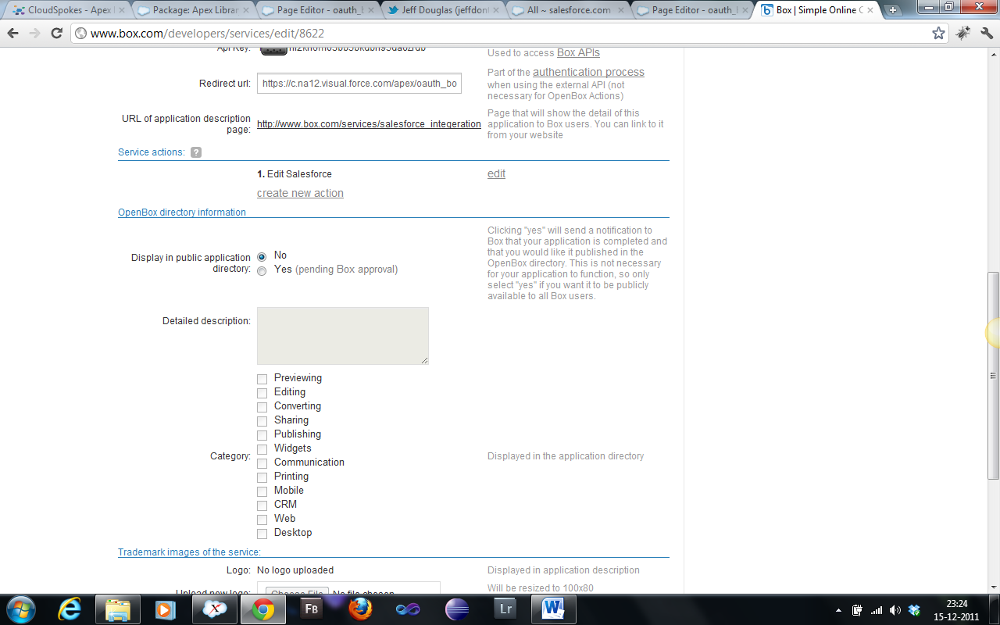 CloudSpokes - Apex
Package: Apex Librar
Page Editor - oauth_b
Jeff Douglas (jeffdon
All ~ salesforce.com
Page Editor - oauth_
Box | Simple Online C
www.box.com/developers/services/edit/8622
Api Key:
Used to access Box APIs
Redirect url:
https://c.na12.visual.force.com/apex/oauth_bo
Part of the authentication process
when using the external API (not
necessary for OpenBox Actions)
URL of application description
page:
http://www.box.com/services/salesforce_integeration
Page that will show the detail of this
application to Box users. You can link to it
from your website
Service actions: ?
1. Edit Salesforce
edit
create new action
OpenBox directory information
Display in public application
directory:
No
Yes (pending Box approval)
Clicking "yes" will send a notification to
Box that your application is completed and
that you would like it published in the
OpenBox directory. This is not necessary
for your application to function, so only
select "yes" if you want it to be publicly
available to all Box users.
Detailed description:
Category:
Previewing
Editing
Converting
Sharing
Publishing
Widgets
Communication
Printing
Mobile
CRM
Web
Desktop
Displayed in the application directory
Trademark images of the service:
Logo:
No logo uploaded
Displayed in application description
Upload new logo:
Choose File
No file chosen
Will be resized to 100x80
FB
Lr
W
23:24
15-12-2011